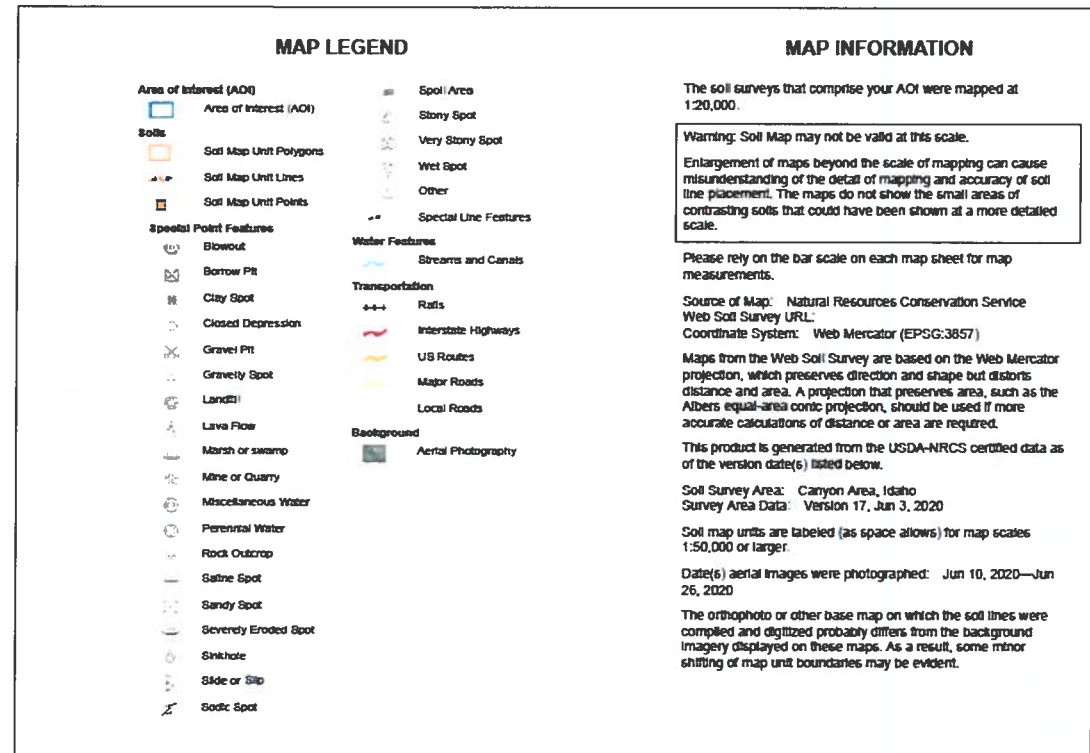 MAP LEGEND
Area of Interest (AOI)
Area of Interest (AOI)
Soils
Soil Map Unit Polygons
Soil Map Unit Lines
Soil Map Unit Points
Special Point Features
Blowout
Borrow Pit
Clay Spot
Closed Depression
Gravel Pit
Gravelly Spot
Landfill
Lava Flow
Marsh or swamp
Mine or Quarry
Miscellaneous Water
Perennial Water
Rock Outcrop
Saline Spot
Sandy Spot
Severely Eroded Spot
Sinkhole
Slide or Slip
Sodic Spot
Spoil Area
Stony Spot
Very Stony Spot
Wet Spot
Other
Special Line Features
Water Features
Streams and Canals
Transportation
Rails
Interstate Highways
US Routes
Major Roads
Local Roads
Background
Aerial Photography
MAP INFORMATION
The soil surveys that comprise your AOI were mapped at
1:20,000.
Warning: Soil Map may not be valid at this scale.
Enlargement of maps beyond the scale of mapping can cause
misunderstanding of the detail of mapping and accuracy of soil
line placement. The maps do not show the small areas of
contrasting soils that could have been shown at a more detailed
scale.
Please rely on the bar scale on each map sheet for map
measurements.
Source of Map: Natural Resources Conservation Service
Web Soil Survey URL:
Coordinate System: Web Mercator (EPSG:3857)
Maps from the Web Soil Survey are based on the Web Mercator
projection, which preserves direction and shape but distorts
distance and area. A projection that preserves area, such as the
Albers equal-area conic projection, should be used if more
accurate calculations of distance or area are required.
This product is generated from the USDA-NRCS certified data as
of the version date(s) listed below.
Soil Survey Area: Canyon Area, Idaho
Survey Area Data: Version 17, Jun 3, 2020
Soil map units are labeled (as space allows) for map scales
1:50,000 or larger.
Date(s) aerial images were photographed: Jun 10, 2020—Jun
26, 2020
The orthophoto or other base map on which the soil lines were
compiled and digitized probably differs from the background
imagery displayed on these maps. As a result, some minor
shifting of map unit boundaries may be evident.